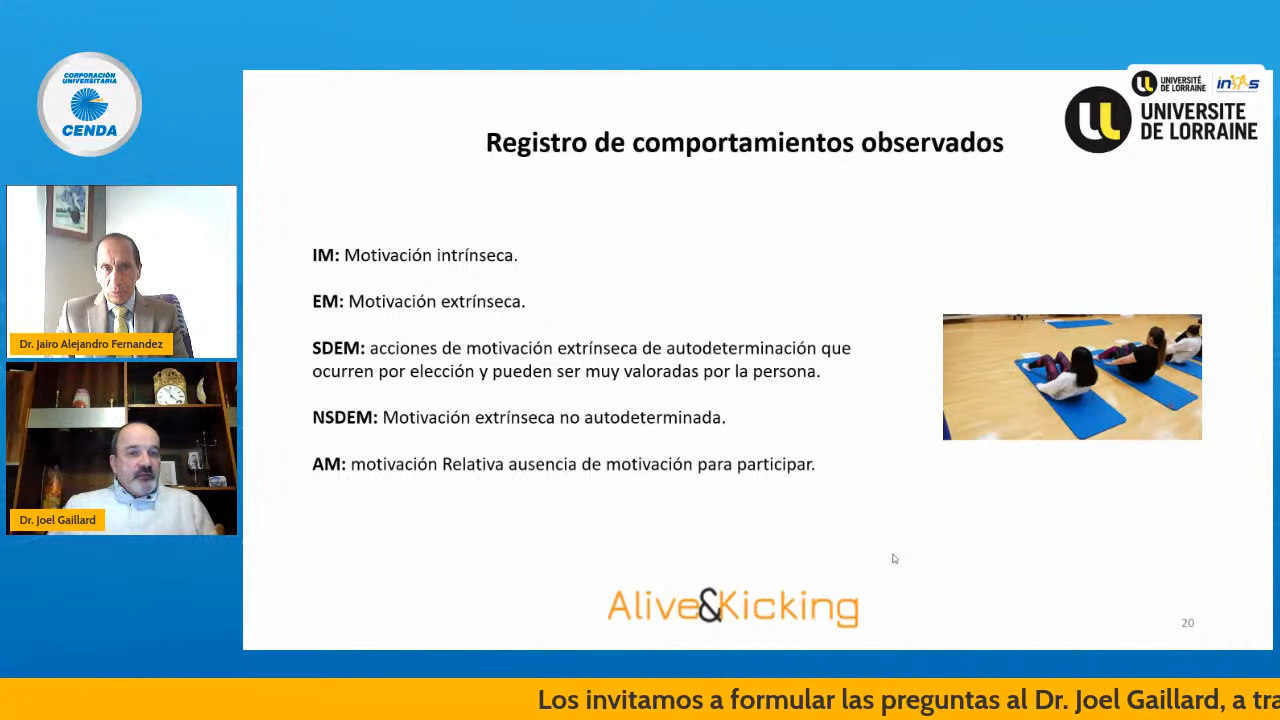 CORPORACIÓN
UNIVERSITARIA
CENDA
UNIVERSITÉ
DE LORRAINE
UNIVERSITE
DE LORRAINE
Registro de comportamientos observados
IM: Motivación intrínseca.
EM: Motivación extrínseca.
SDEM: acciones de motivación extrínseca de autodeterminación que
ocurren por elección y pueden ser muy valoradas por la persona.
NSDEM: Motivación extrínseca no autodeterminada.
AM: motivación Relativa ausencia de motivación para participar.
Dr. Jairo Alejandro Fernandez
Dr. Joel Gaillard
Alive&Kicking
20
Los invitamos a formular las preguntas al Dr. Joel Gaillard, a tra